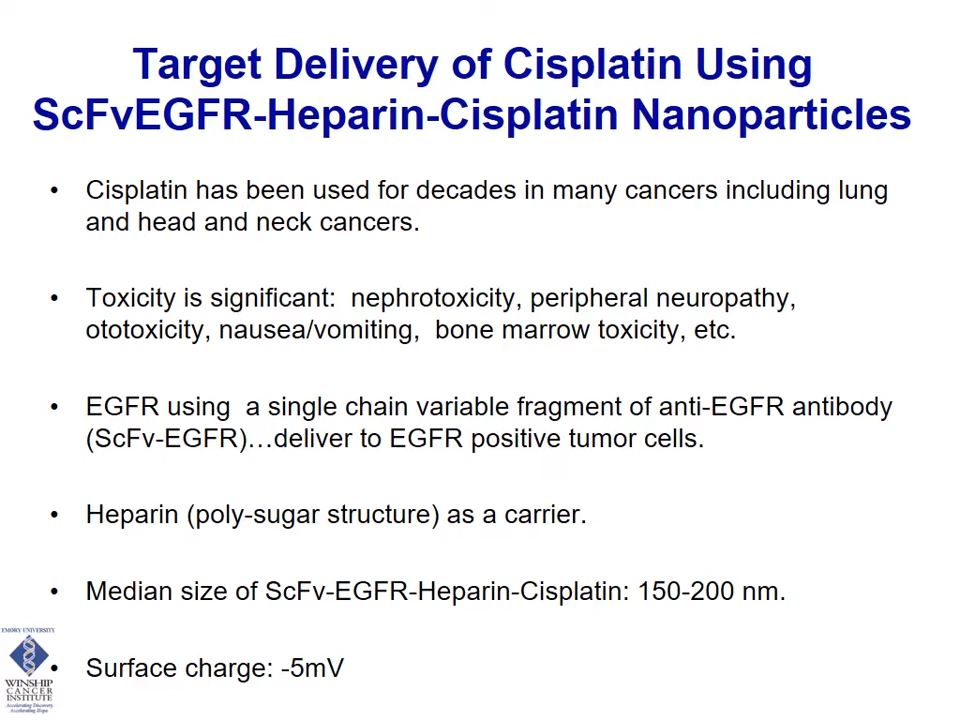 Target Delivery of Cisplatin Using
ScFvEGFR-Heparin-Cisplatin Nanoparticles
• Cisplatin has been used for decades in many cancers including lung
and head and neck cancers.
• Toxicity is significant:  nephrotoxicity, peripheral neuropathy,
ototoxicity, nausea/vomiting,  bone marrow toxicity, etc.
• EGFR using  a single chain variable fragment of anti-EGFR antibody
(ScFv-EGFR)…deliver to EGFR positive tumor cells.
• Heparin (poly-sugar structure) as a carrier.
• Median size of ScFv-EGFR-Heparin-Cisplatin: 150-200 nm.
• Surface charge: -5mV
EMORY UNIVERSITY
WINSHIP
CANCER
INSTITUTE
Accelerating Discovery
Accelerating Hope